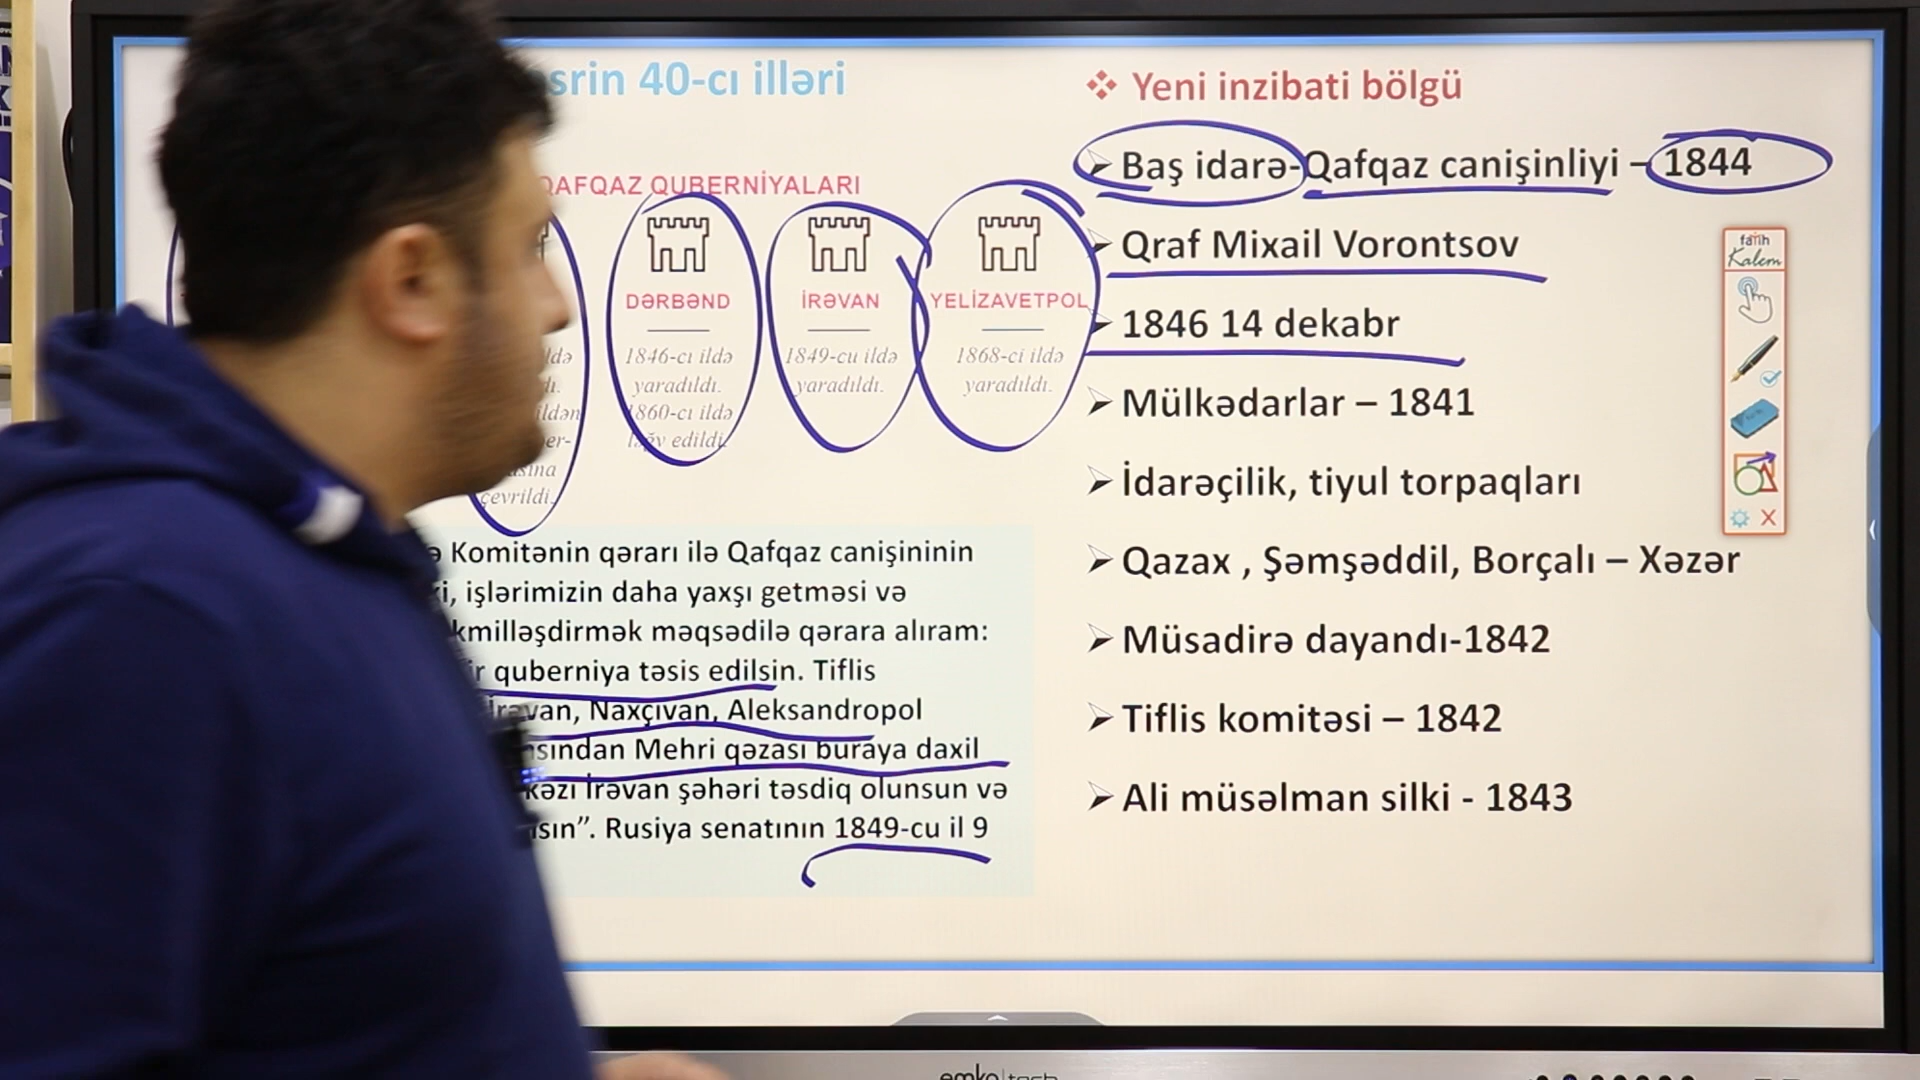 srin 40-cı illəri
QAFQAZ QUBERNİYALARI
DƏRBƏND
1846-cı ildə
yaradıldı.
1860-cı ildə
ləğv edildi.
İRƏVAN
1849-cu ildə
yaradıldı.
YELİZAVETPOL
1868-ci ildə
yaradıldı.
çevrildi.
Komitənin qərarı ilə Qafqaz canişininin
işlərimizin daha yaxşı getməsi və
kmilləşdirmək məqsədilə qərara alıram:
quberniya təsis edilsin. Tiflis
İrəvan, Naxçıvan, Aleksandropol
sından Mehri qəzası buraya daxil
kəzi İrəvan şəhəri təsdiq olunsun və
sın”. Rusiya senatının 1849-cu il 9
❖ Yeni inzibati bölgü
➢ Baş idarə-Qafqaz canişinliyi – 1844
➢ Qraf Mixail Vorontsov
➢ 1846 14 dekabr
➢ Mülkədarlar – 1841
➢ İdarəçilik, tiyul torpaqları
➢ Qazax , Şəmşəddil, Borçalı – Xəzər
➢ Müsadirə dayandı-1842
➢ Tiflis komitəsi – 1842
➢ Ali müsəlman silki - 1843
fatih
Kalem